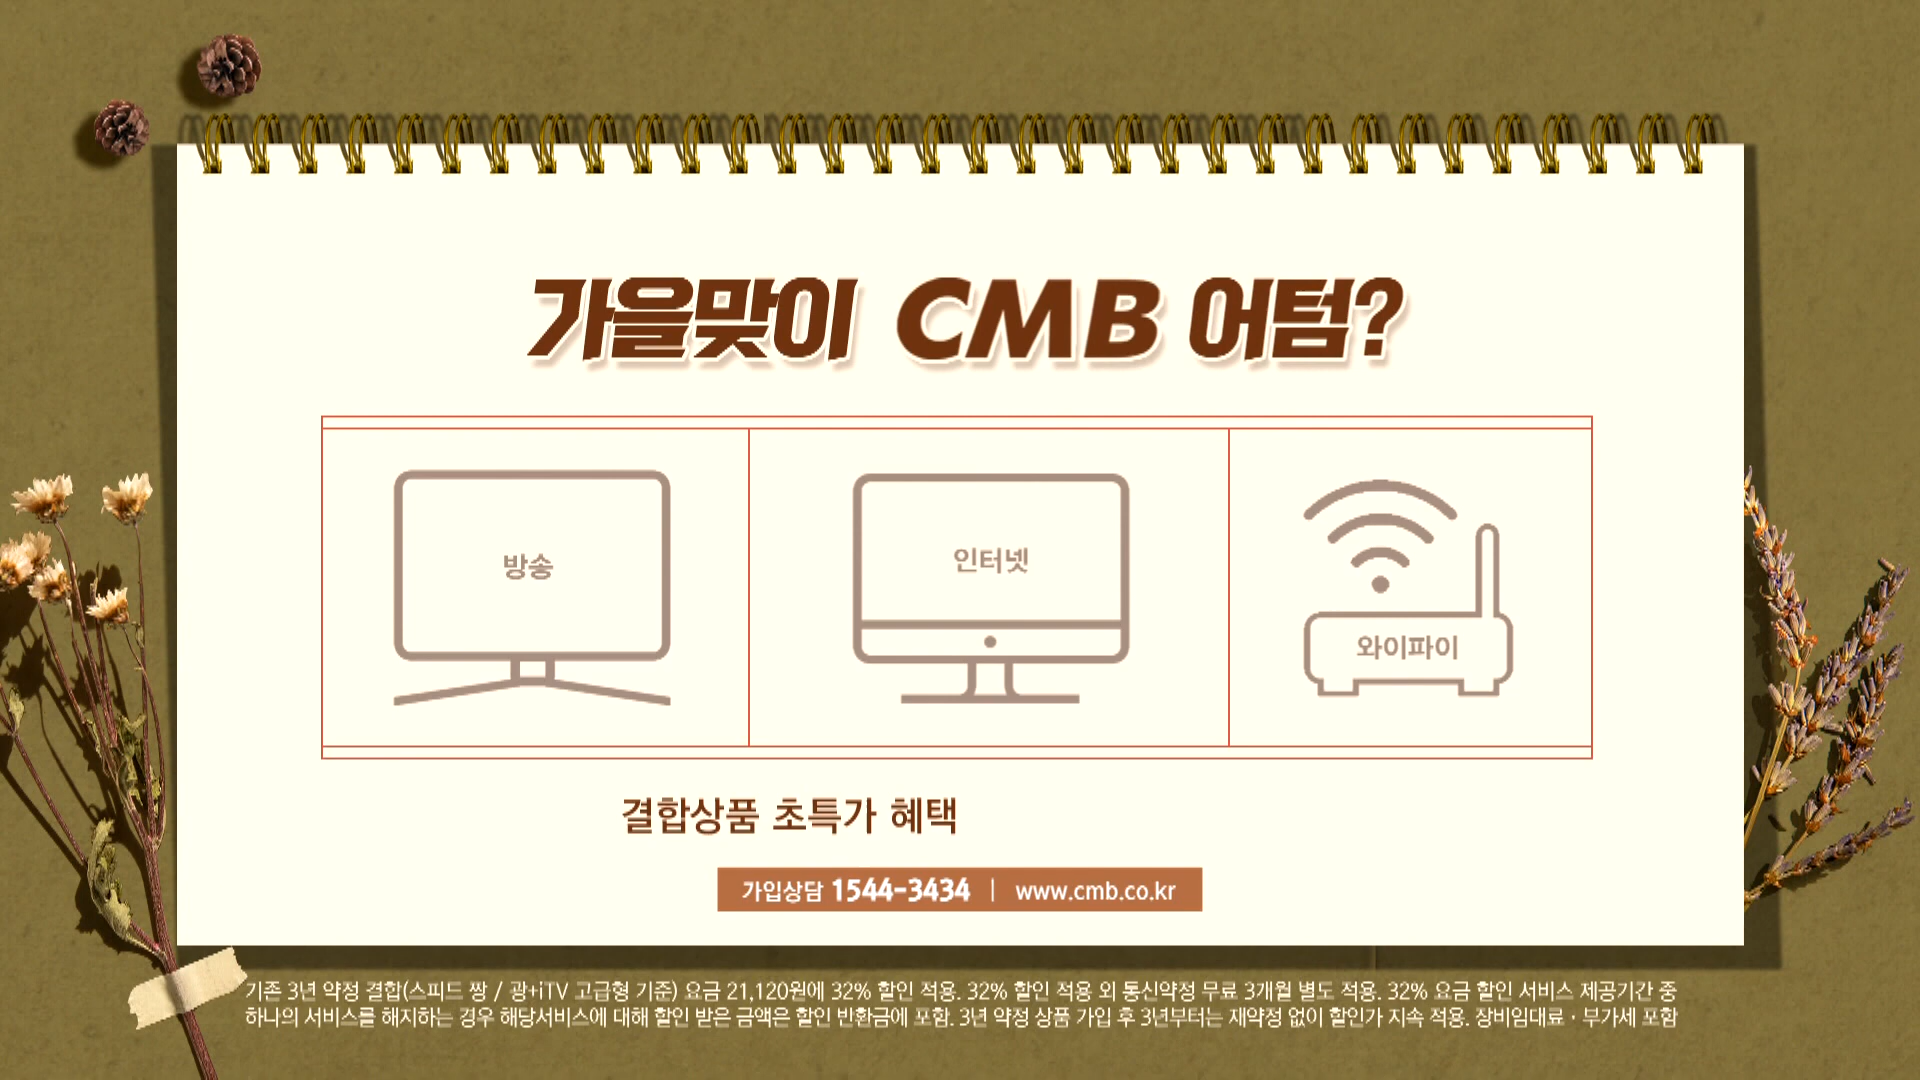 가을맞이 CMB 어텀?
방송
인터넷
와이파이
결합상품 초특가 혜택
가입상담 1544-3434 | www.cmb.co.kr
기존 3년 약정 결합(스피드 짱 / 광+iTV 고급형 기준) 요금 21,120원에 32% 할인 적용. 32% 할인 적용 외 통신약정 무료 3개월 별도 적용. 32% 요금 할인 서비스 제공기간 중
하나의 서비스를 해지하는 경우 해당서비스에 대해 할인 받은 금액은 할인 반환금에 포함. 3년 약정 상품 가입 후 3년부터는 재약정 없이 할인가 지속 적용. 장비임대료 · 부가세 포함